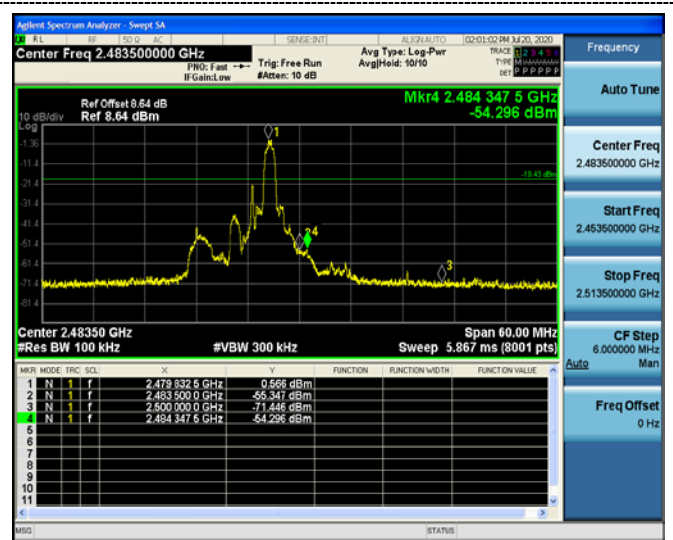 Agilent Spectrum Analyzer - Swept SA
RL RF 50 Ω AC SENSE:INT ALIGNAUTO 02:01:02 PM Jul 20, 2020
Center Freq 2.483500000 GHz
PNO: Fast
IFGain:Low
Trig: Free Run
#Atten: 10 dB
Avg Type: Log-Pwr
Avg|Hold: 10/10
TRACE 1 2 3 4 5 6
TYPE M
DET P P P P P P
Ref Offset 8.64 dB
10 dB/div Ref 8.64 dBm
Log
Mkr4 2.484 347 5 GHz
-54.296 dBm
1
-1.36
-11.4
-19.43 dBm
-21.4
-31.4
-41.4
2 4
-51.4
-61.4
3
-71.4
-81.4
Center 2.48350 GHz Span 60.00 MHz
#Res BW 100 kHz #VBW 300 kHz Sweep 5.867 ms (8001 pts)
MKR MODE TRC SCL X Y FUNCTION FUNCTION WIDTH FUNCTION VALUE
1 N 1 f 2.479 832 5 GHz 0.566 dBm
2 N 1 f 2.483 500 0 GHz -55.347 dBm
3 N 1 f 2.500 000 0 GHz -71.446 dBm
4 N 1 f 2.484 347 5 GHz -54.296 dBm
5
6
7
8
9
10
11
MSG STATUS
Frequency
Auto Tune
Center Freq
2.483500000 GHz
Start Freq
2.453500000 GHz
Stop Freq
2.513500000 GHz
CF Step
6.000000 MHz
Auto Man
Freq Offset
0 Hz